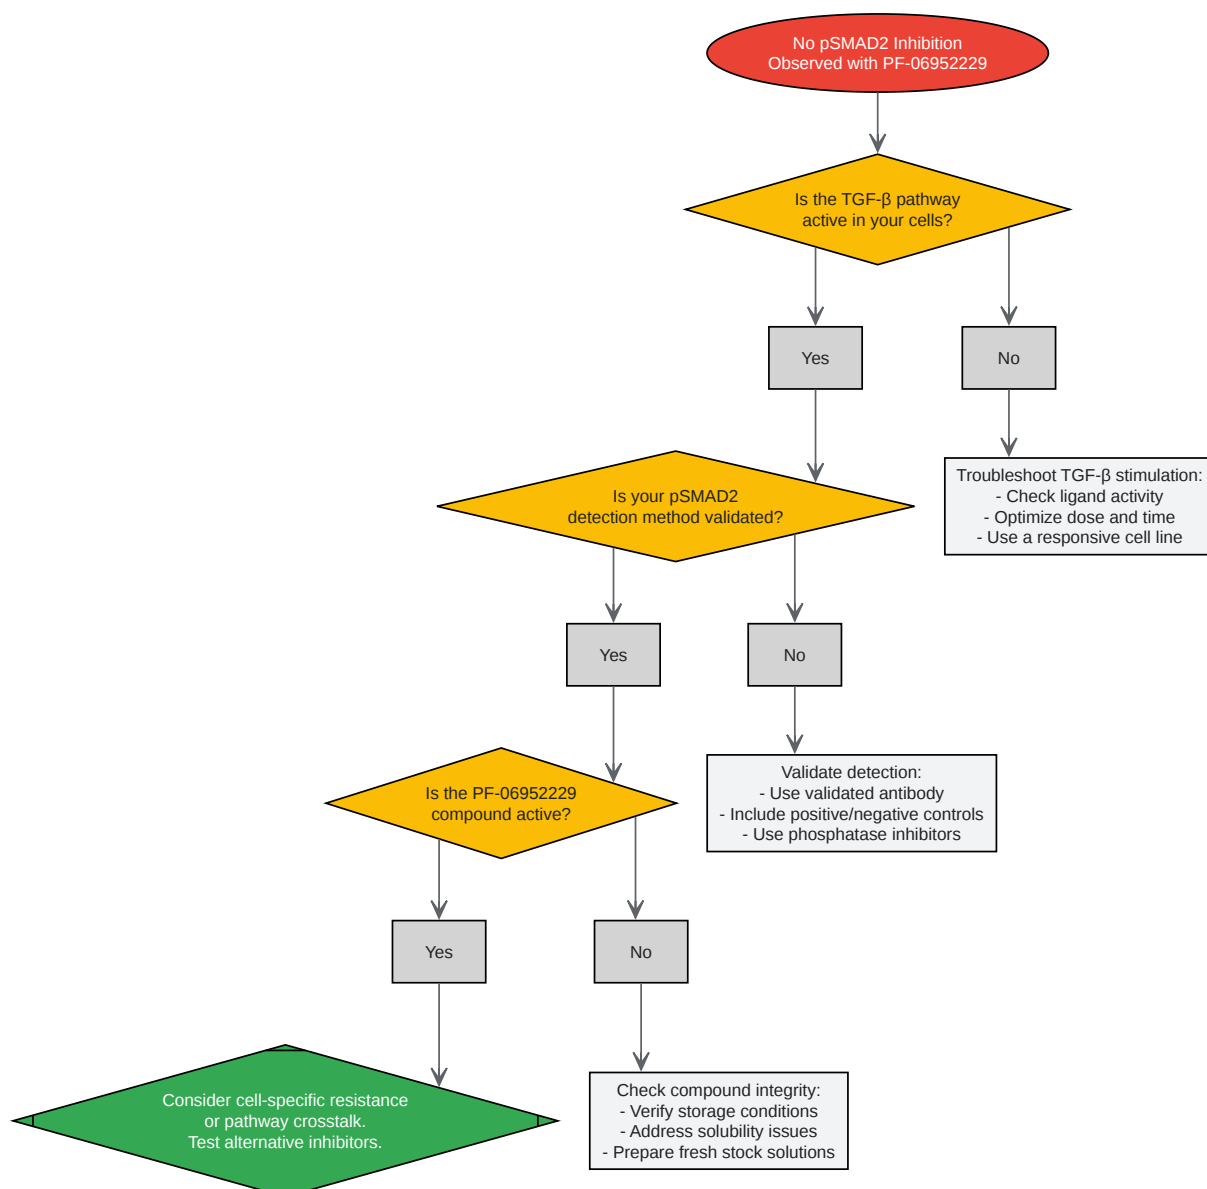 No pSMAD2 Inhibition
Observed with PF-06952229
Is the TGF-β pathway
active in your cells?
Yes
No
Troubleshoot TGF-β stimulation:
- Check ligand activity
- Optimize dose and time
- Use a responsive cell line
Is your pSMAD2
detection method validated?
Yes
No
Validate detection:
- Use validated antibody
- Include positive/negative controls
- Use phosphatase inhibitors
Is the PF-06952229
compound active?
Yes
No
Check compound integrity:
- Verify storage conditions
- Address solubility issues
- Prepare fresh stock solutions
Consider cell-specific resistance
or pathway crosstalk.
Test alternative inhibitors.